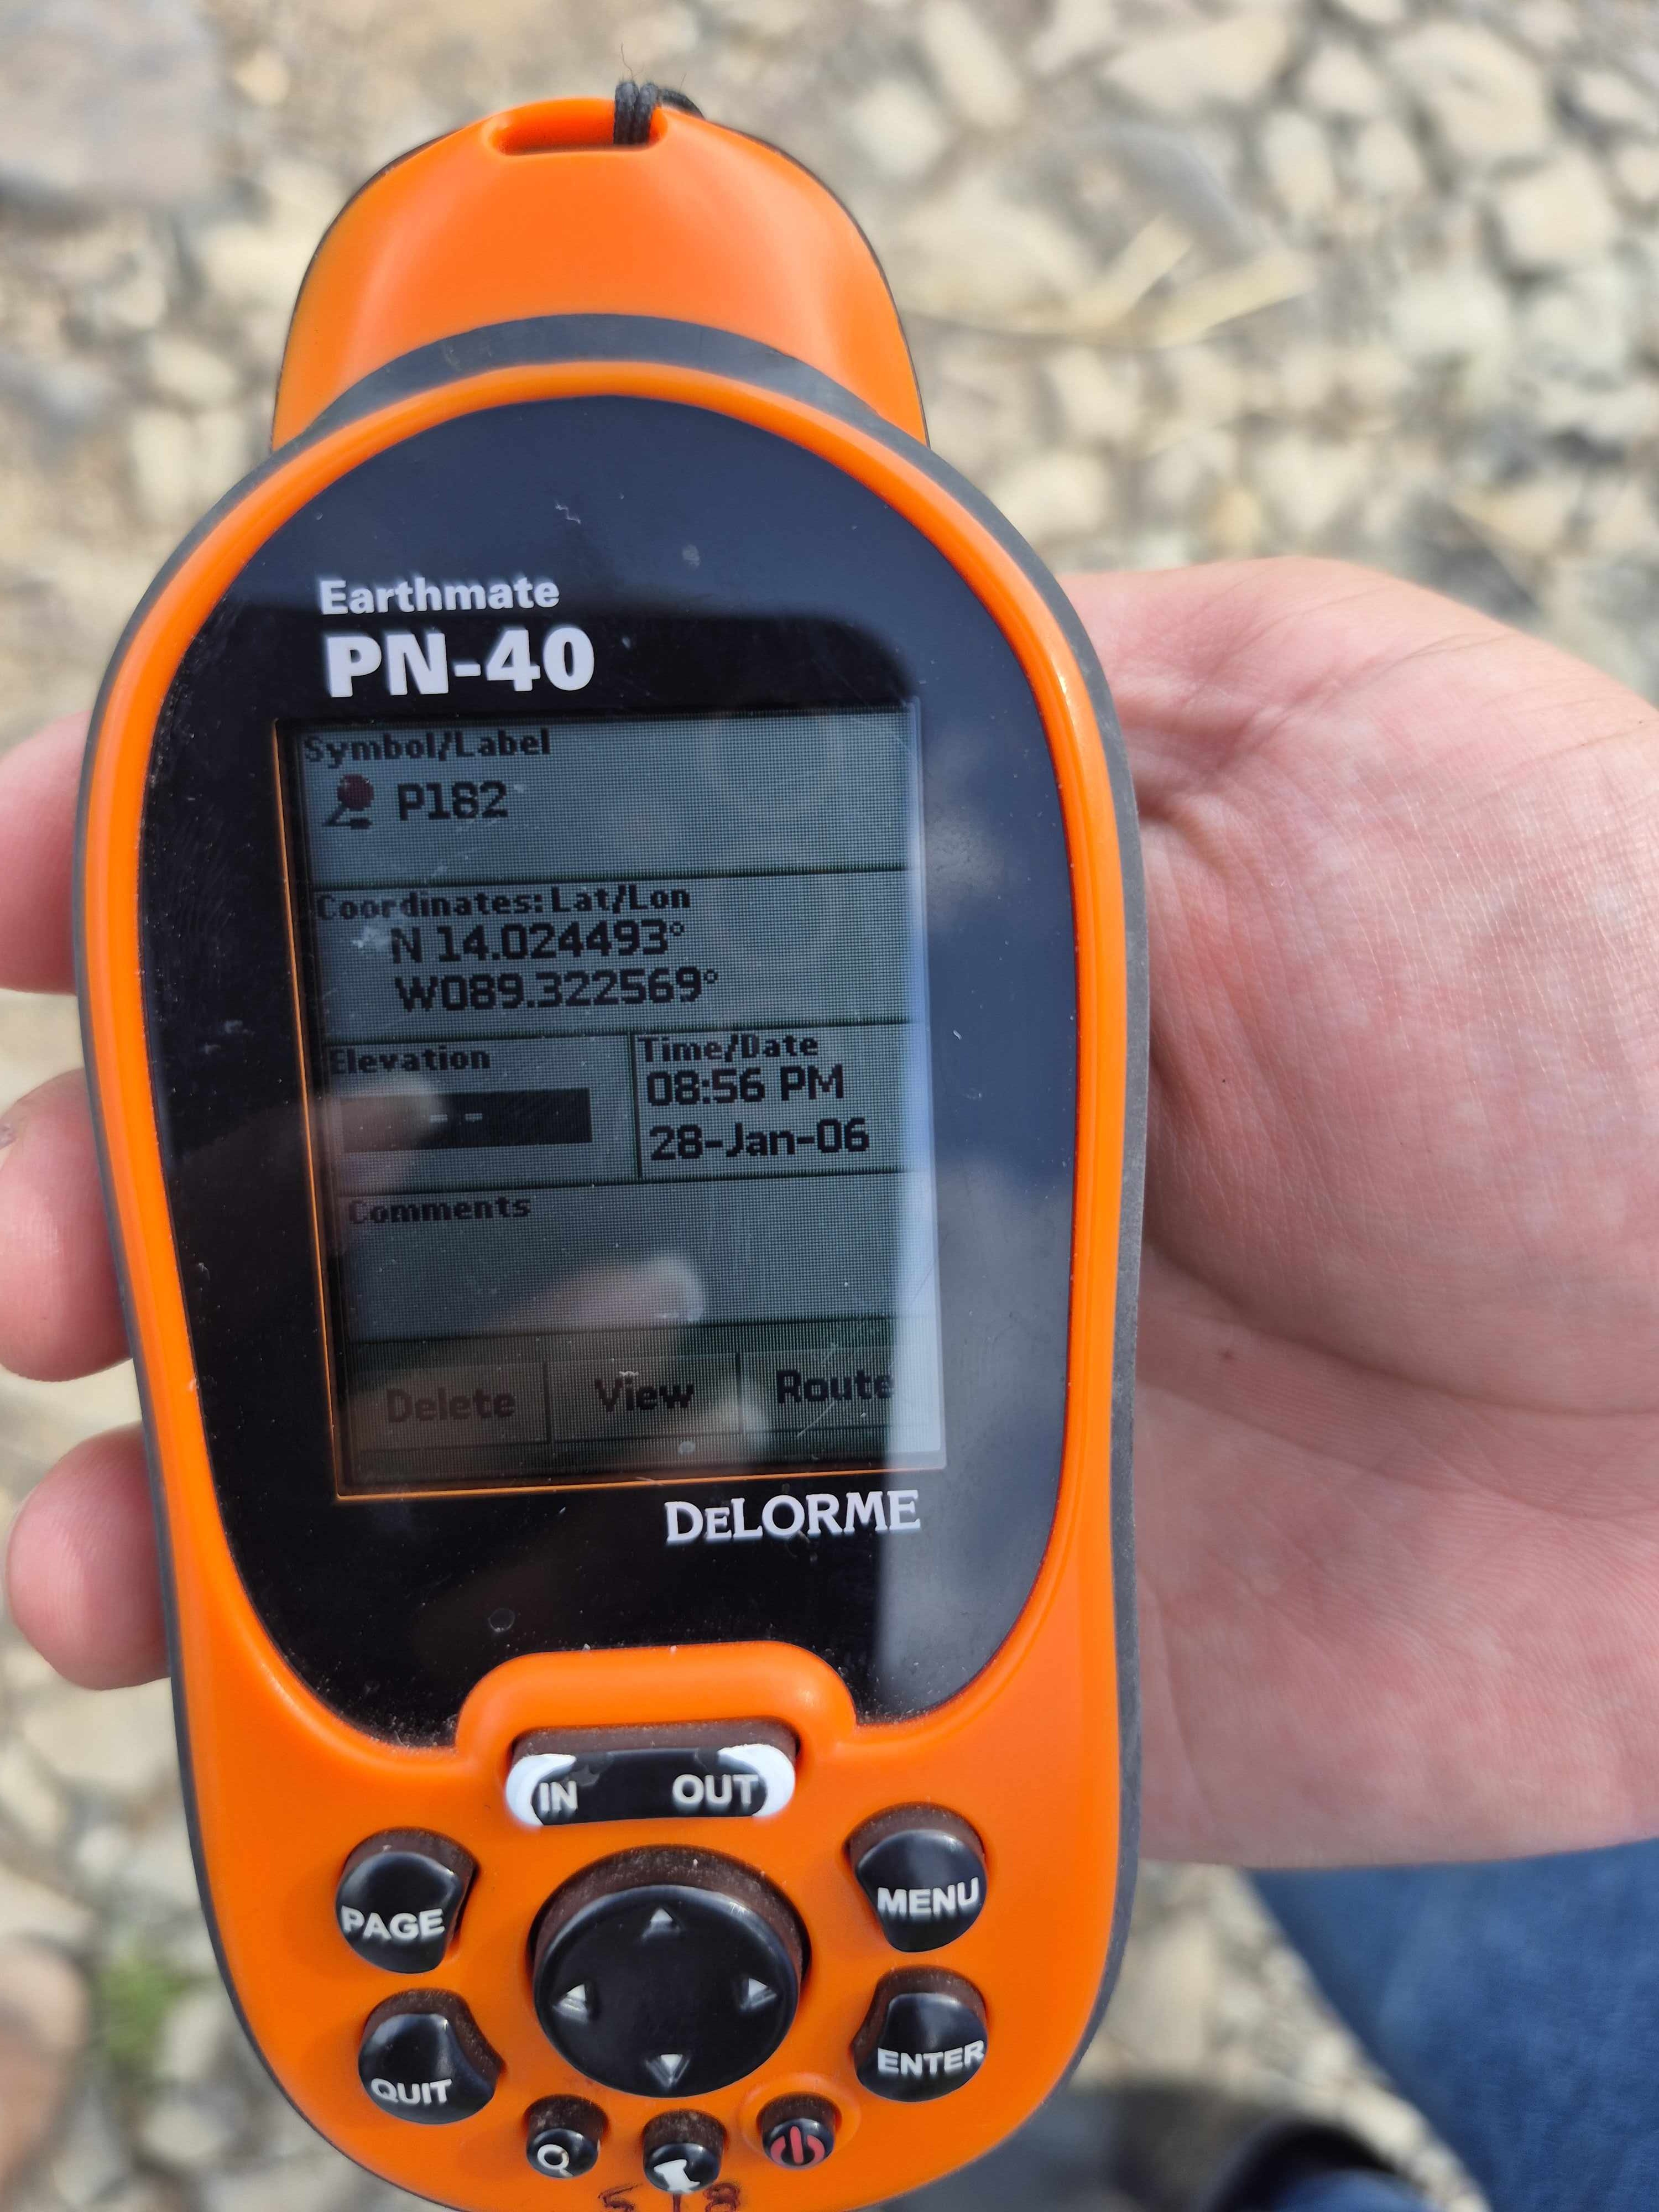 Earthmate
PN-40
Symbol/Label
P182
Coordinates: Lat/Lon
N 14.024493°
W089.322569°
Elevation
--
Time/Date
08:56 PM
28-Jan-06
Comments
Delete View Route
DELORME
IN OUT
PAGE
MENU
QUIT
ENTER
518